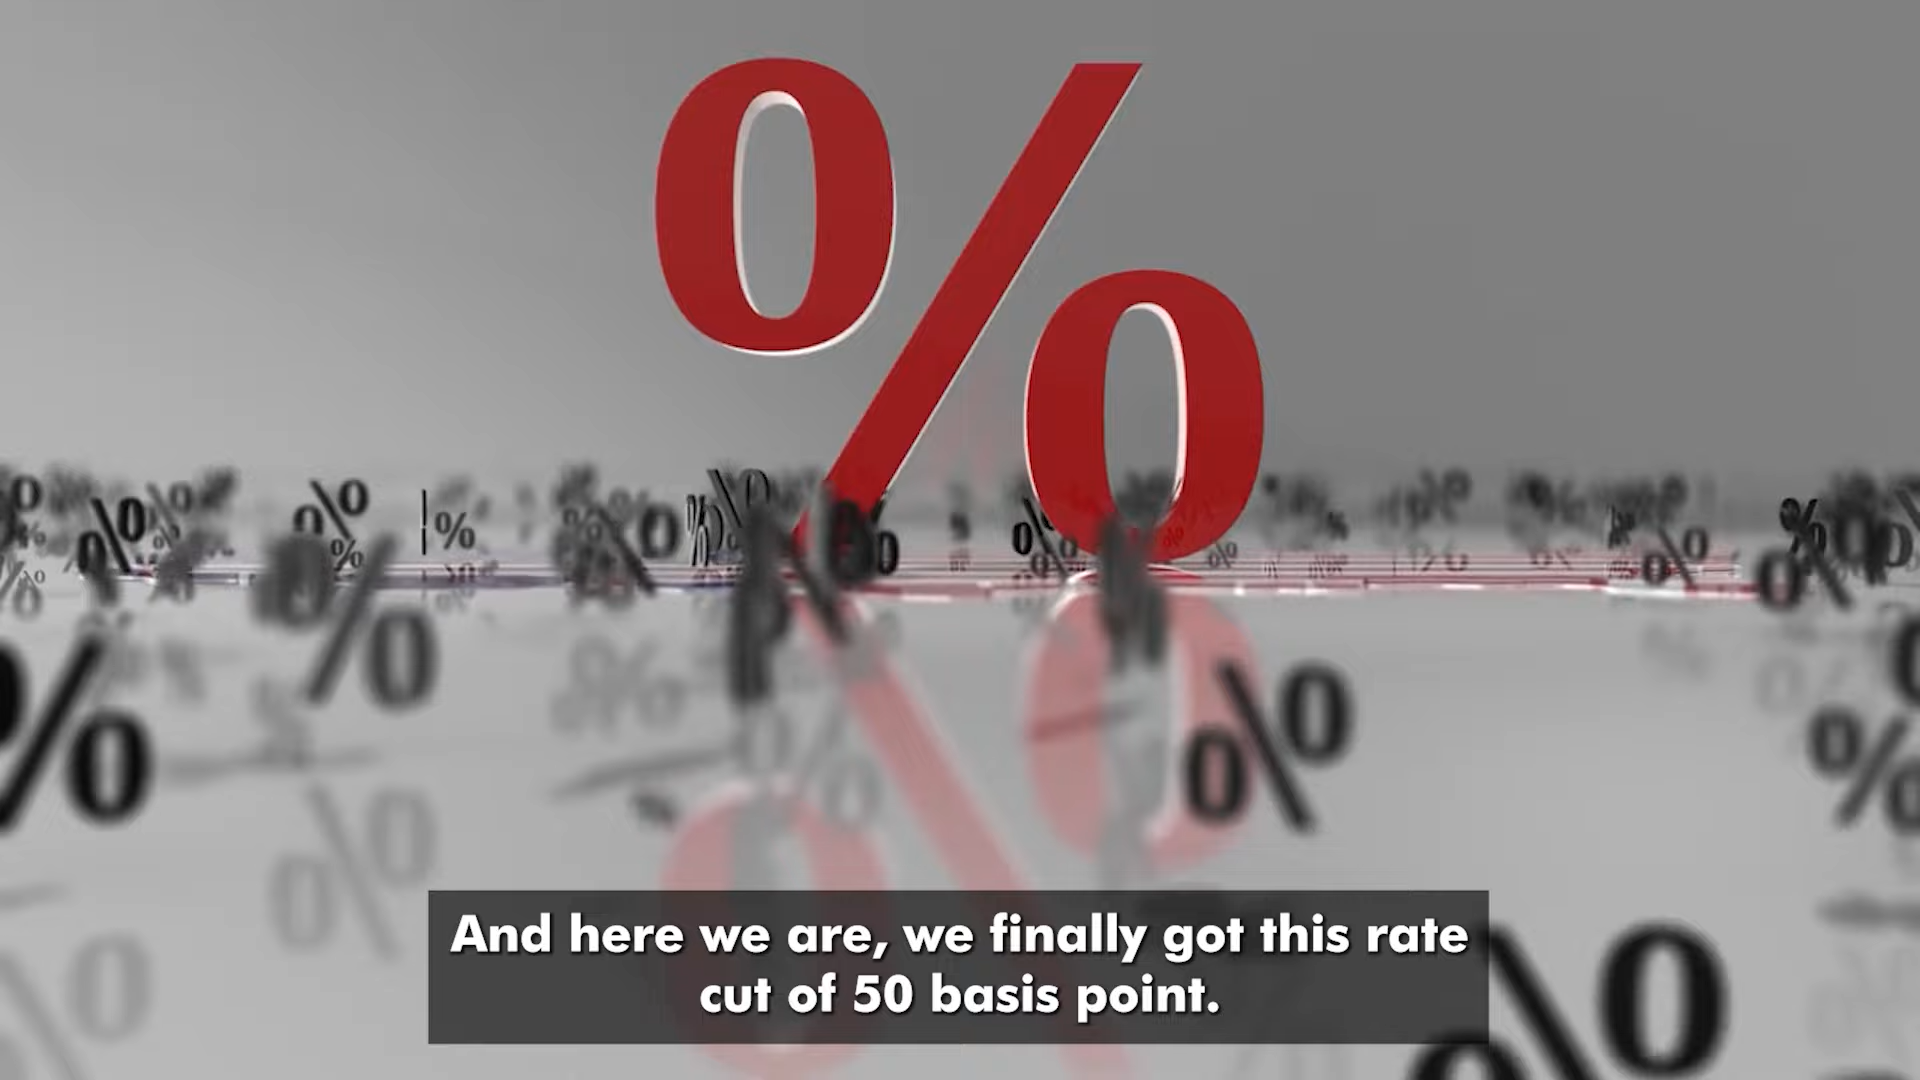 %
And here we are, we finally got this rate
cut of 50 basis point.